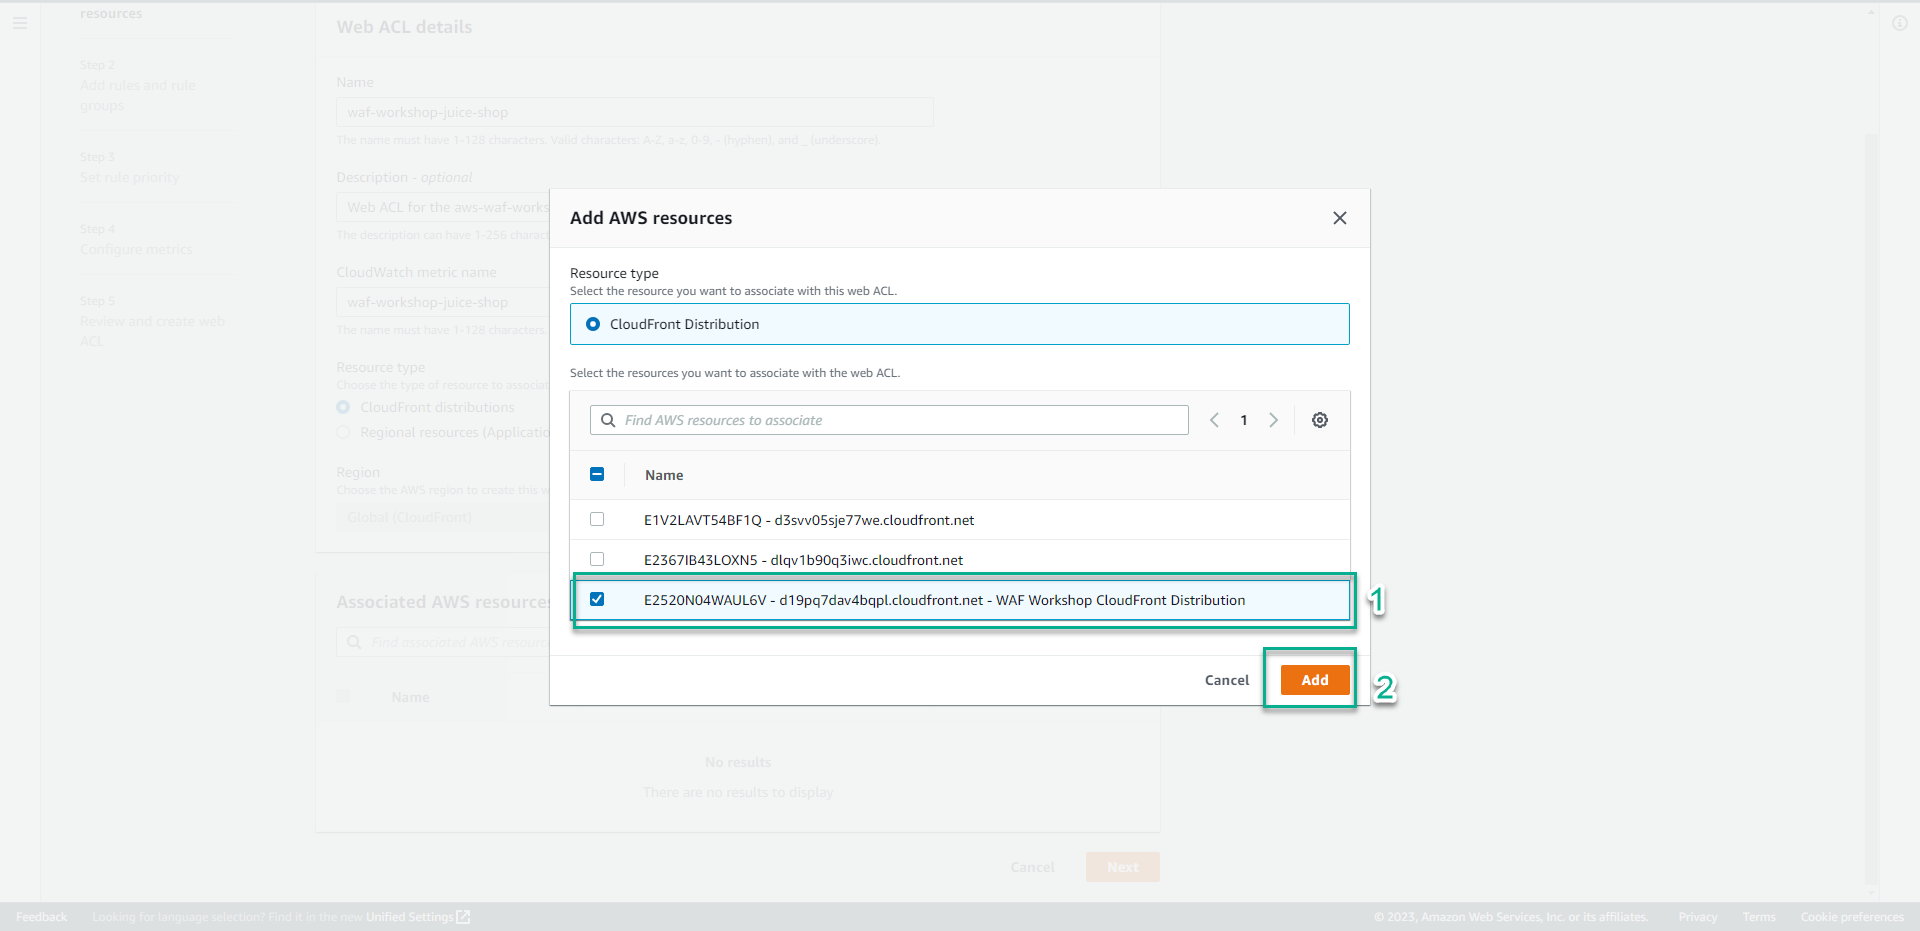 resources
Step 2
Add rules and rule
groups
Step 3
Set rule priority
Step 4
Configure metrics
Step 5
Review and create web
ACL
Web ACL details
Name
waf-workshop-juice-shop
The name must have 1-128 characters. Valid characters: A-Z, a-z, 0-9, - (hyphen), and _ (underscore).
Description - optional
Web ACL for the aws-waf-works
The description can have 1-256 charact
CloudWatch metric name
waf-workshop-juice-shop
The name must have 1-128 characters.
Resource type
Choose the type of resource to associat
CloudFront distributions
Regional resources (Applicatio
Region
Choose the AWS region to create this w
Global (CloudFront)
Associated AWS resources
Find associated AWS resourc
Name
No results
There are no results to display
Cancel
Next
Add AWS resources
Resource type
Select the resource you want to associate with this web ACL.
CloudFront Distribution
Select the resources you want to associate with the web ACL.
Find AWS resources to associate
1
Name
E1V2LAVT54BF1Q - d3svv05sje77we.cloudfront.net
E2367IB43LOXN5 - dlqv1b90q3iwc.cloudfront.net
E2520N04WAUL6V - d19pq7dav4bqpl.cloudfront.net - WAF Workshop CloudFront Distribution
1
Cancel
Add
2
Feedback
Looking for language selection? Find it in the new Unified Settings
© 2023, Amazon Web Services, Inc. or its affiliates.
Privacy
Terms
Cookie preferences